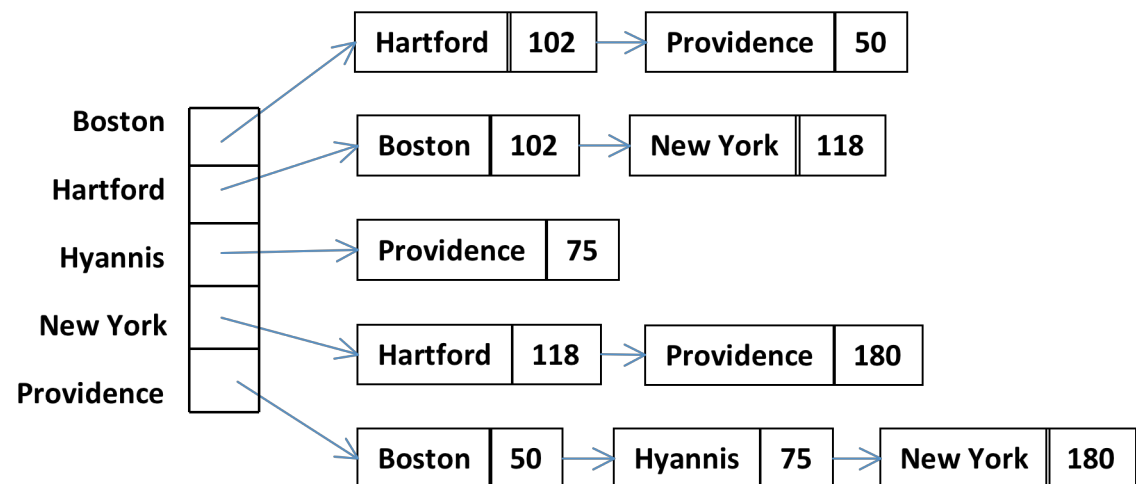 Hartford 102 Providence 50
Boston
Boston 102 New York 118
Hartford
Hyannis
Providence 75
New York
Hartford 118 Providence 180
Providence
Boston 50 Hyannis 75 New York 180